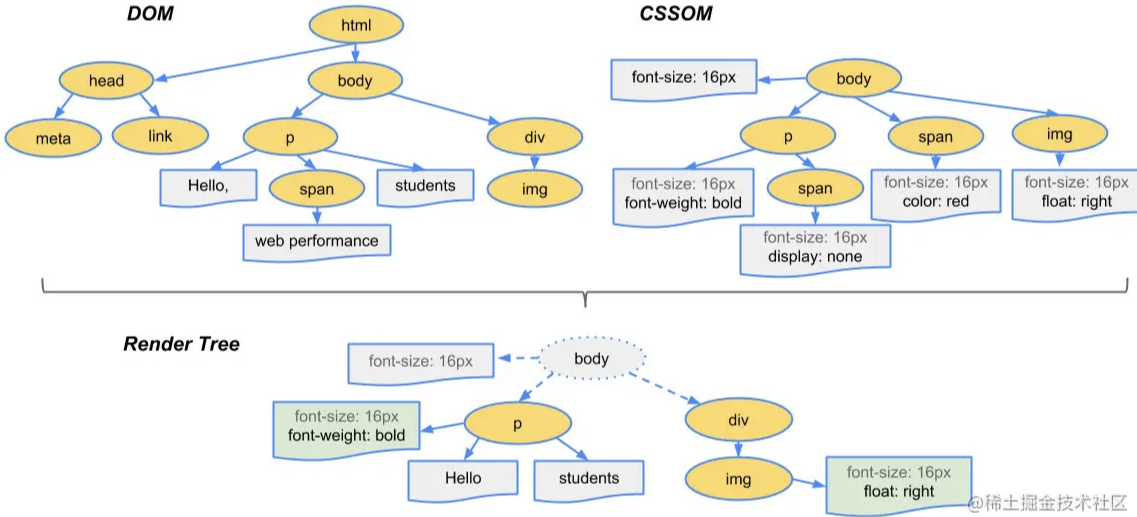 DOM
html
head
body
meta
link
p
div
Hello,
span
students
img
web performance
CSSOM
font-size: 16px
body
p
span
img
font-size: 16px
font-weight: bold
span
font-size: 16px
color: red
font-size: 16px
float: right
font-size: 16px
display: none
Render Tree
font-size: 16px
body
font-size: 16px
font-weight: bold
p
div
Hello
students
img
font-size: 16px
float: right
@稀土掘金技术社区